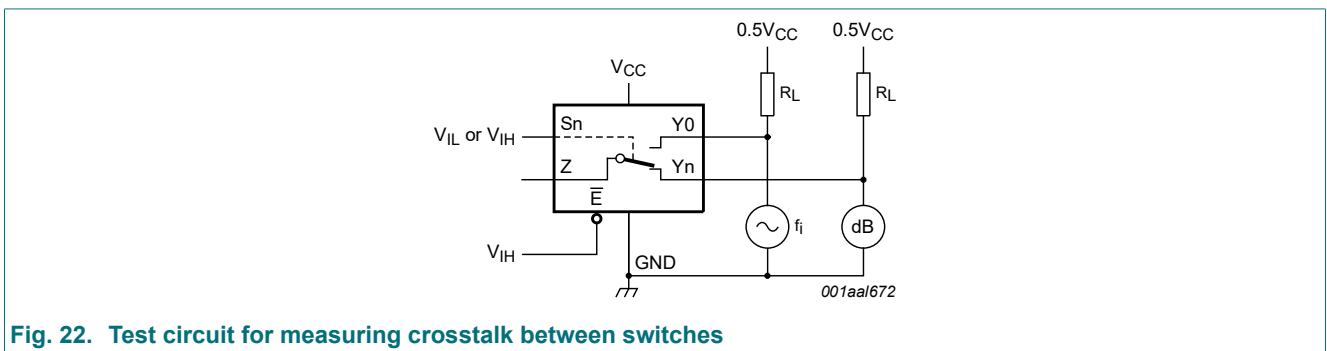 0.5VCC 0.5VCC
VCC
RL RL
Sn Y0
VIL or VIH
Z Yn
E
fi dB
VIH
GND
001aal672
Fig. 22. Test circuit for measuring crosstalk between switches